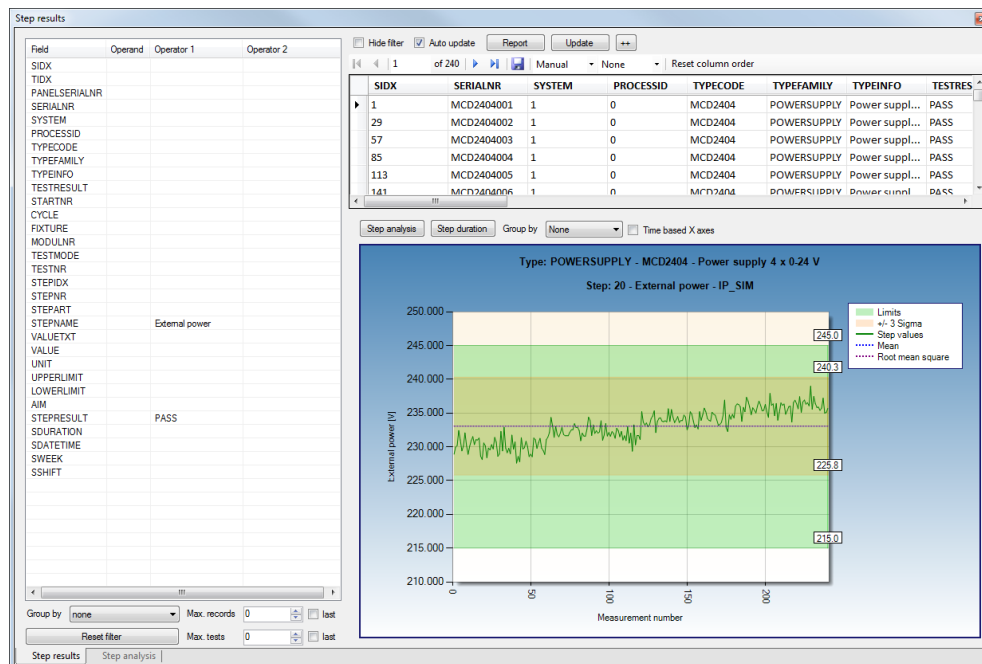 Step results
Field Operand Operator 1 Operator 2
SIDX
TIDX
PANELSERIALNR
SERIALNR
SYSTEM
PROCESSID
TYPECODE
TYPEFAMILY
TYPEINFO
TESTRESULT
STARTNR
CYCLE
FIXTURE
MODULNR
TESTMODE
TESTNR
STEPIDX
STEPNR
STEPART
STEPNAME External power
VALUETXT
VALUE
UNIT
UPPERLIMIT
LOWERLIMIT
AIM
STEPRESULT PASS
SDURATION
SDATETIME
SWEEK
SSHIFT
Group by none Max. records 0 last
Reset filter Max. tests 0 last
Step results Step analysis
Hide filter Auto update Report Update ++
1 of 240 Manual None Reset column order
SIDX SERIALNR SYSTEM PROCESSID TYPECODE TYPEFAMILY TYPEINFO TESTRES
1 MCD2404001 1 0 MCD2404 POWERSUPPLY Power suppl... PASS
29 MCD2404002 1 0 MCD2404 POWERSUPPLY Power suppl... PASS
57 MCD2404003 1 0 MCD2404 POWERSUPPLY Power suppl... PASS
85 MCD2404004 1 0 MCD2404 POWERSUPPLY Power suppl... PASS
113 MCD2404005 1 0 MCD2404 POWERSUPPLY Power suppl... PASS
141 MCD2404006 1 0 MCD2404 POWERSUPPLY Power suppl... PASS
Step analysis Step duration Group by None Time based X axes
Type: POWERSUPPLY - MCD2404 - Power supply 4 x 0-24 V
Step: 20 - External power - IP_SIM
External power [V]
250.000
245.000
240.000
235.000
230.000
225.000
220.000
215.000
210.000
245.0
240.3
225.8
215.0
0 50 100 150 200
Measurement number
Limits
+/- 3 Sigma
Step values
Mean
Root mean square